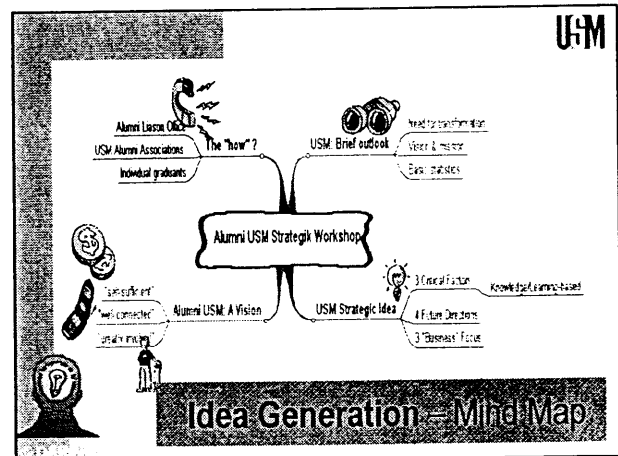 USM
Alumni Liason Office
USM Alumni Associations
Individual graduants
The "how" ?
USM: Brief outlook
Need for transformation
Vision & mission
Basic statistics
Alumni USM Strategik Workshop
"self-sufficient"
"well connected"
Alumni USM: A Vision
USM Strategic Idea
3 Critical Factors
Knowledge/Learning-based
4 Future Directions
3 "Business" Focus
Idea Generation – Mind Map